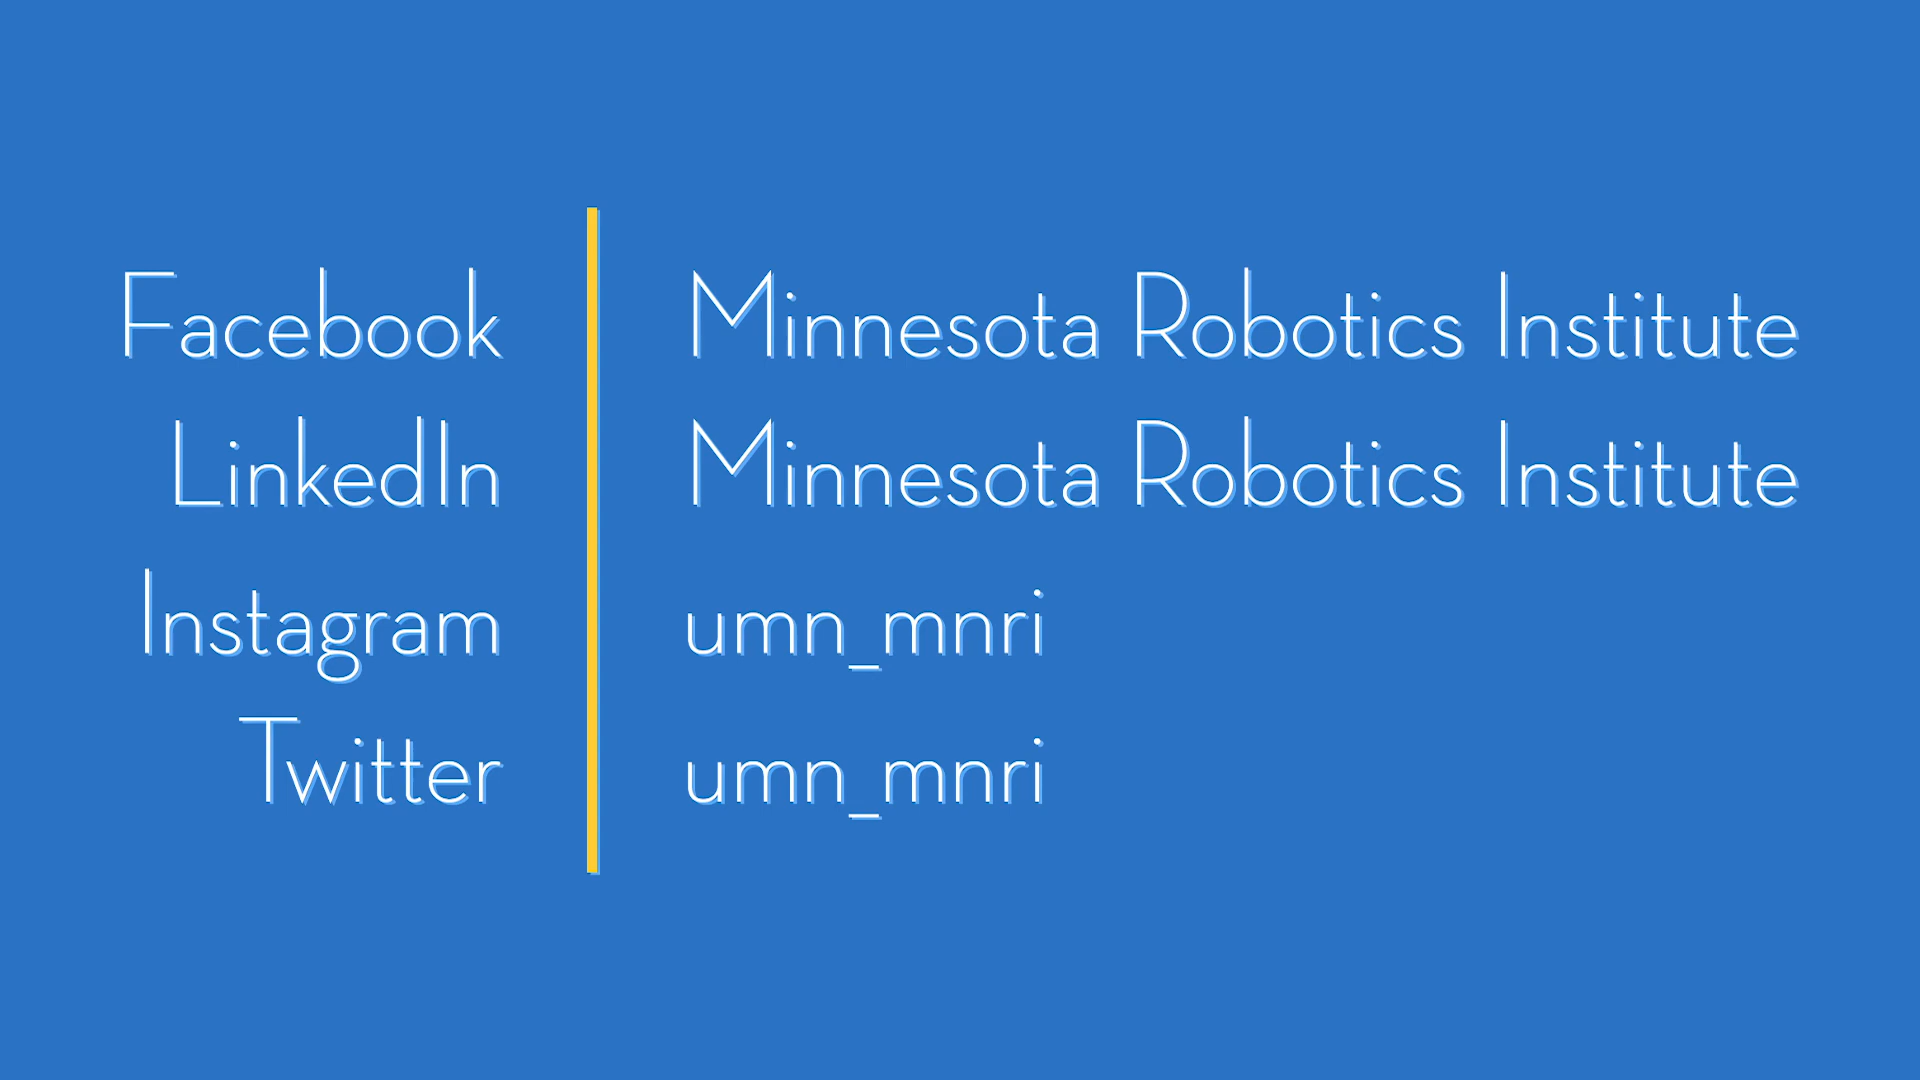 Facebook Minnesota Robotics Institute
LinkedIn Minnesota Robotics Institute
Instagram umn_mnri
Twitter umn_mnri